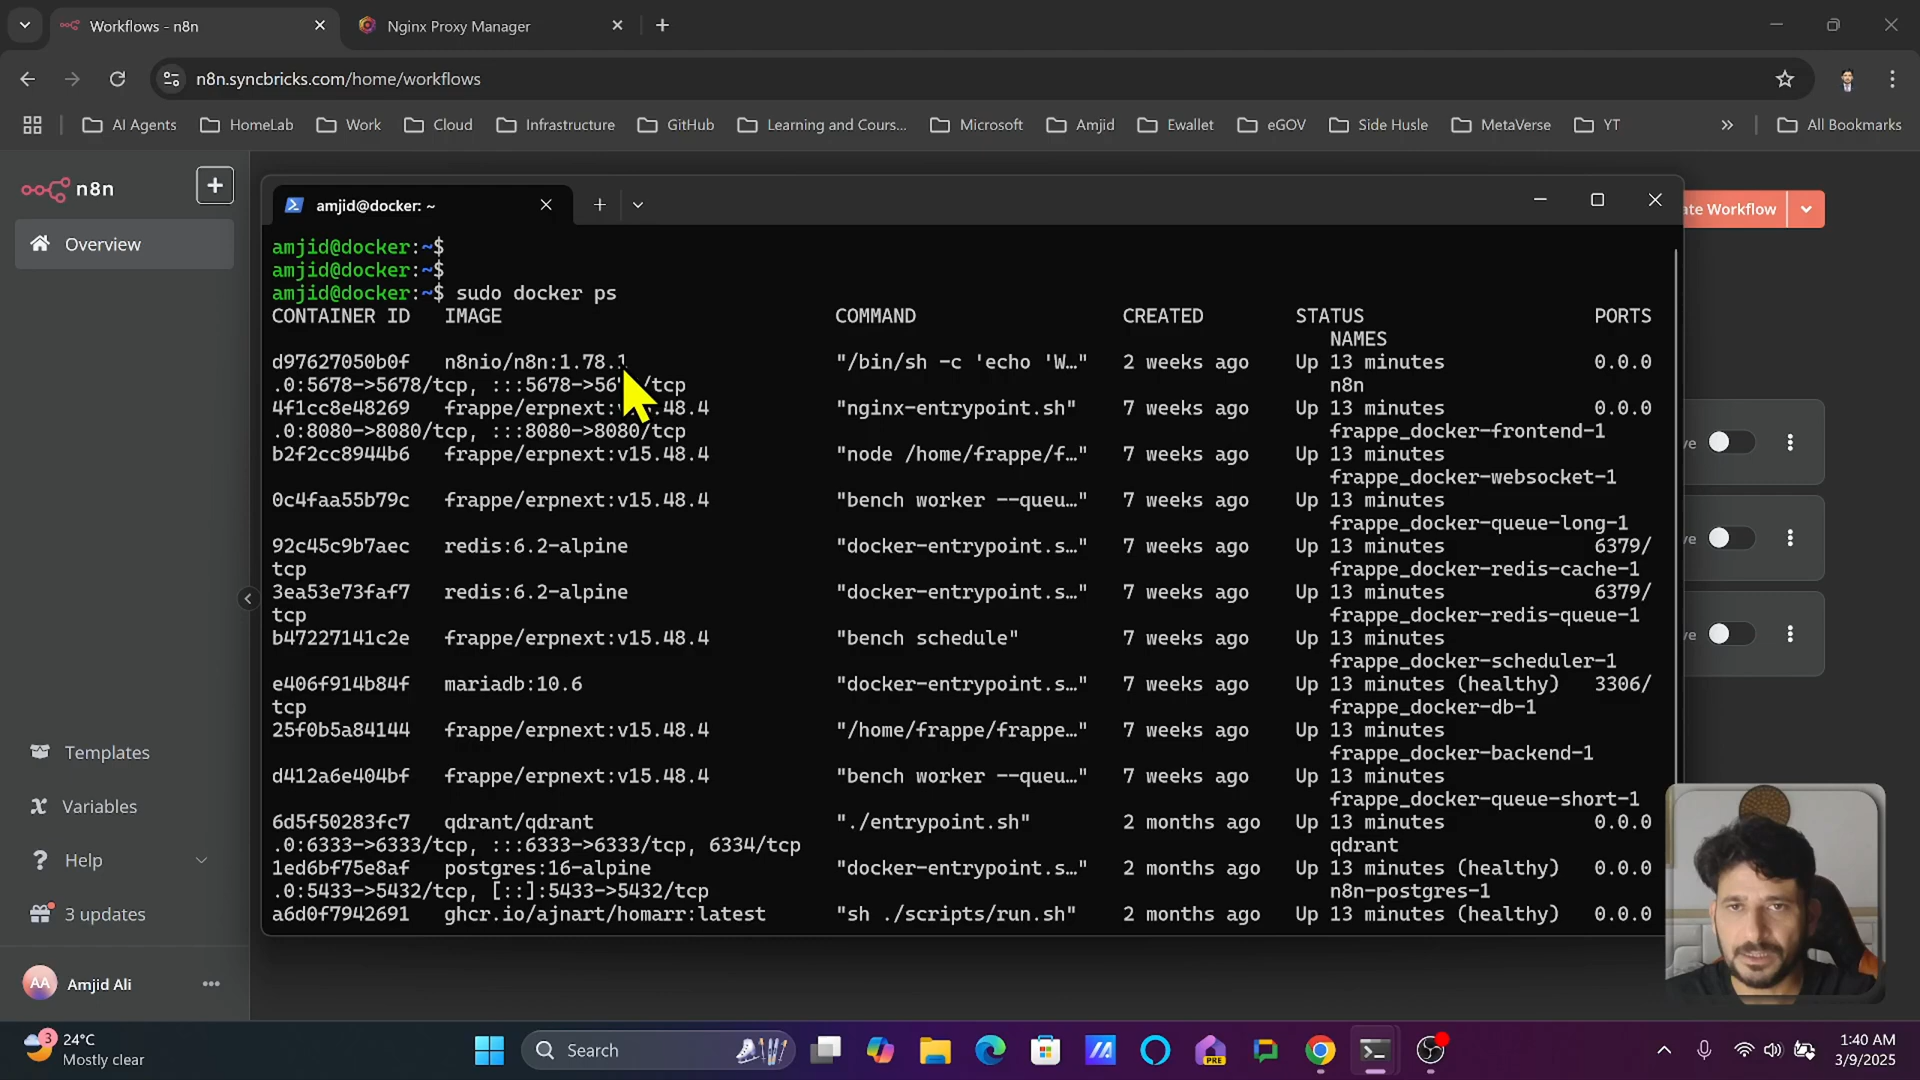 Workflows - n8n
Nginx Proxy Manager
n8n.syncbricks.com/home/workflows
AI Agents
HomeLab
Work
Cloud
Infrastructure
GitHub
Learning and Cours...
Microsoft
Amjid
Ewallet
eGOV
Side Husle
MetaVerse
YT
All Bookmarks
n8n
Overview
ate Workflow
amjid@docker: ~
amjid@docker:~$
amjid@docker:~$
amjid@docker:~$ sudo docker ps
CONTAINER ID IMAGE COMMAND CREATED STATUS PORTS
NAMES
d97627050b0f n8nio/n8n:1.78.1 "/bin/sh -c 'echo 'W…" 2 weeks ago Up 13 minutes 0.0.0
.0:5678->5678/tcp, :::5678->56 /tcp n8n
4f1cc8e48269 frappe/erpnext:v .48.4 "nginx-entrypoint.sh" 7 weeks ago Up 13 minutes 0.0.0
.0:8080->8080/tcp, :::8080->8080/tcp frappe_docker-frontend-1
b2f2cc8944b6 frappe/erpnext:v15.48.4 "node /home/frappe/f…" 7 weeks ago Up 13 minutes
frappe_docker-websocket-1
0c4faa55b79c frappe/erpnext:v15.48.4 "bench worker --queu…" 7 weeks ago Up 13 minutes
frappe_docker-queue-long-1
92c45c9b7aec redis:6.2-alpine "docker-entrypoint.s…" 7 weeks ago Up 13 minutes 6379/
tcp frappe_docker-redis-cache-1
3ea53e73faf7 redis:6.2-alpine "docker-entrypoint.s…" 7 weeks ago Up 13 minutes 6379/
tcp frappe_docker-redis-queue-1
b47227141c2e frappe/erpnext:v15.48.4 "bench schedule" 7 weeks ago Up 13 minutes
frappe_docker-scheduler-1
e406f914b84f mariadb:10.6 "docker-entrypoint.s…" 7 weeks ago Up 13 minutes (healthy) 3306/
tcp frappe_docker-db-1
25f0b5a84144 frappe/erpnext:v15.48.4 "/home/frappe/frappe…" 7 weeks ago Up 13 minutes
frappe_docker-backend-1
d412a6e404bf frappe/erpnext:v15.48.4 "bench worker --queu…" 7 weeks ago Up 13 minutes
frappe_docker-queue-short-1
6d5f50283fc7 qdrant/qdrant "./entrypoint.sh" 2 months ago Up 13 minutes 0.0.0
.0:6333->6333/tcp, :::6333->6333/tcp, 6334/tcp qdrant
1ed6bf75e8af postgres:16-alpine "docker-entrypoint.s…" 2 months ago Up 13 minutes (healthy) 0.0.0
.0:5433->5432/tcp, [::]:5433->5432/tcp n8n-postgres-1
a6d0f7942691 ghcr.io/ajnart/homarr:latest "sh ./scripts/run.sh" 2 months ago Up 13 minutes (healthy) 0.0.0
ve
ve
ve
Templates
Variables
Help
3 updates
AA Amjid Ali
3
24°C
Mostly clear
Search
PRE
1:40 AM
3/9/2025